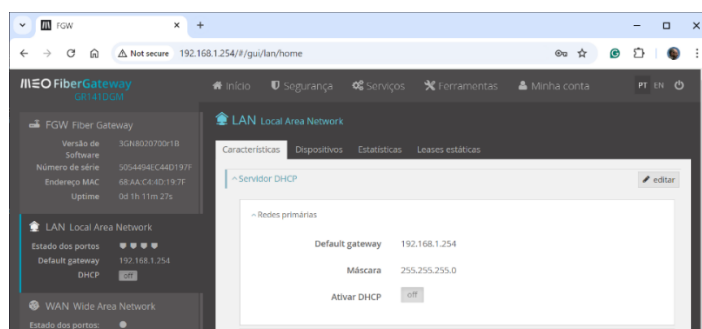 FGW
Not secure 192.168.1.254/#/gui/lan/home
MEO FiberGateway
GR141DGM
Início Segurança Serviços Ferramentas Minha conta PT EN
FGW Fiber Gateway
Versão de Software 3GN8020700r1B
Número de série 5054494EC44D197F
Endereço MAC 68:AA:C4:4D:19:7F
Uptime 0d 1h 11m 27s
LAN Local Area Network
Estado dos portos
Default gateway 192.168.1.254
DHCP off
WAN Wide Area Network
Estado dos portos:
LAN Local Area Network
Características Dispositivos Estatísticas Leases estáticas
Servidor DHCP editar
Redes primárias
Default gateway 192.168.1.254
Máscara 255.255.255.0
Ativar DHCP off